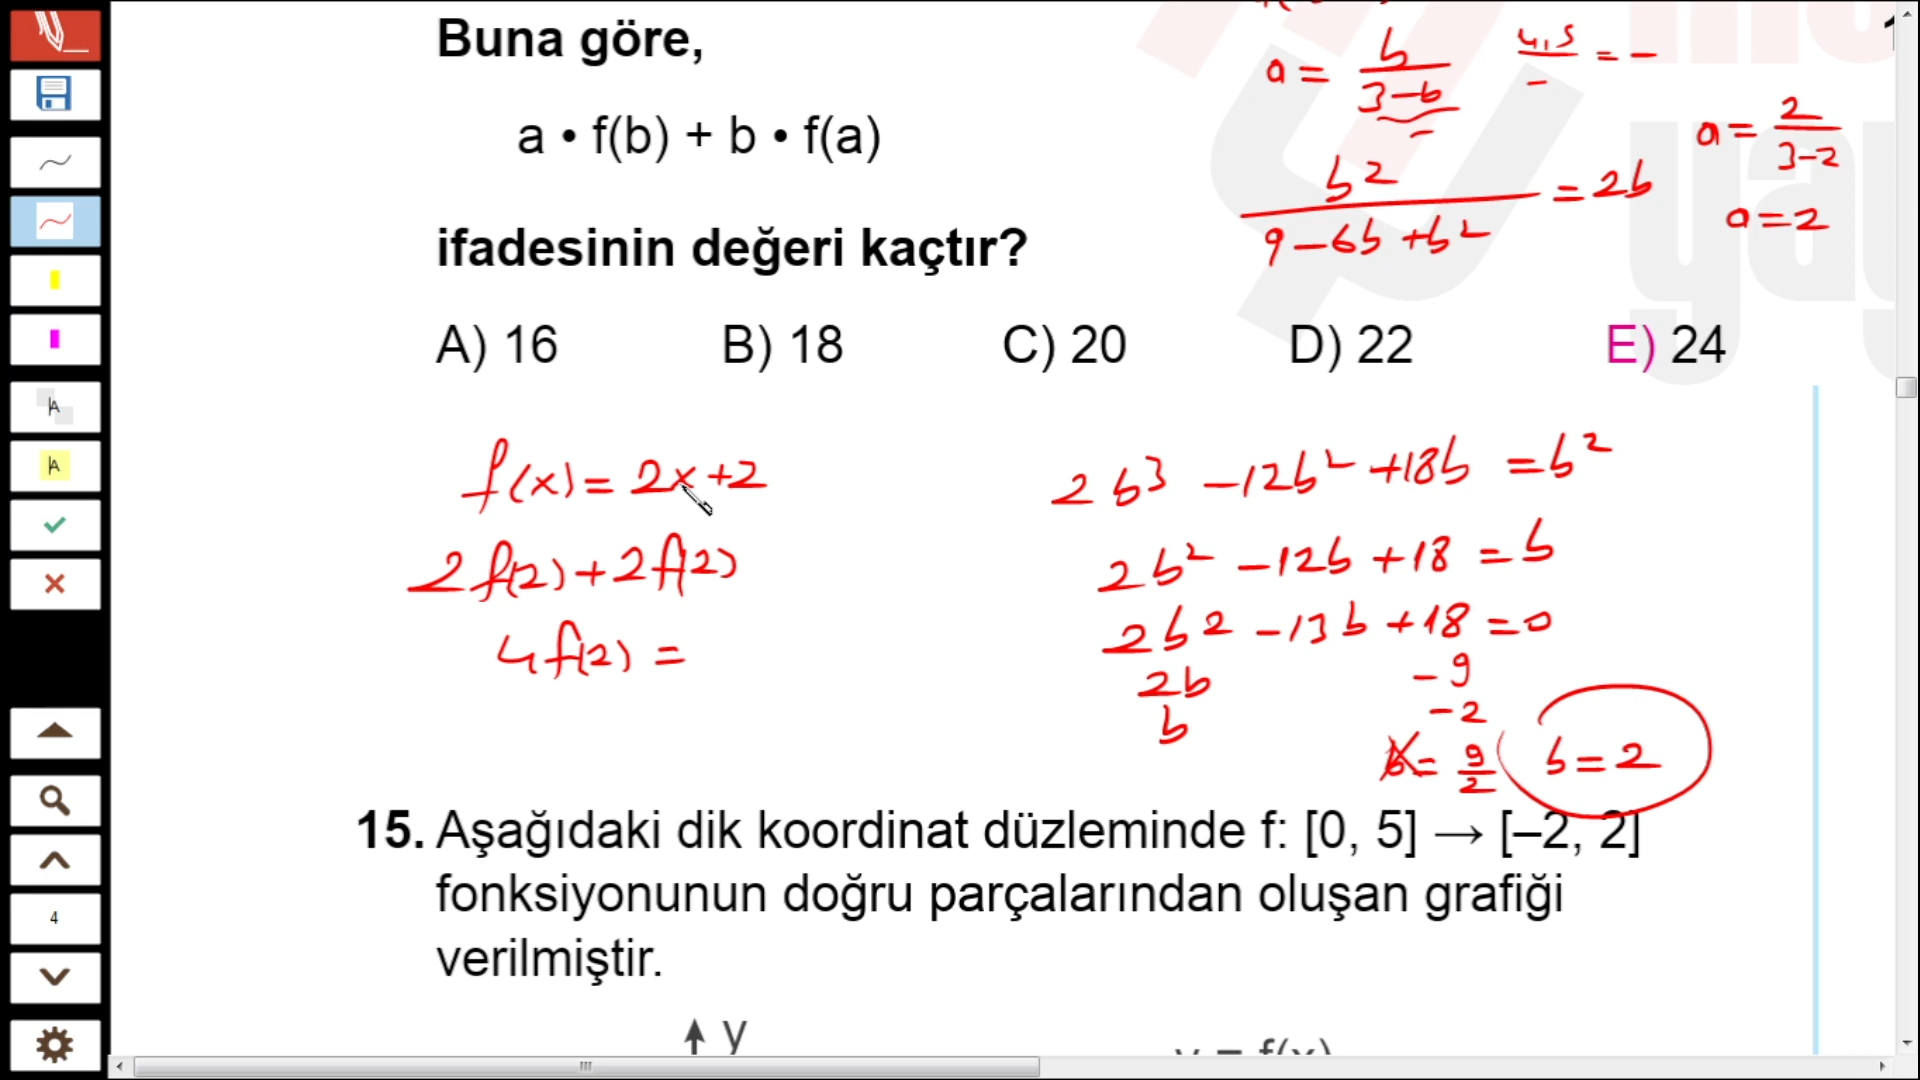 Buna göre,
a • f(b) + b • f(a)
ifadesinin değeri kaçtır?
A) 16 B) 18 C) 20 D) 22 E) 24
a = b/(3-b)
4,5/- = -
b²/(9-6b+b²) = 2b
a = 2/(3-2)
a = 2
f(x) = 2x+2
2f(2)+2f(2)
4f(2) =
2b³ -12b² +18b = b²
2b² -12b +18 = b
2b² -13b +18 = 0
2b -9
b -2
b = 9/2 b = 2
15. Aşağıdaki dik koordinat düzleminde f: [0, 5] → [–2, 2]
fonksiyonunun doğru parçalarından oluşan grafiği
verilmiştir.
y
y = f(x)
4